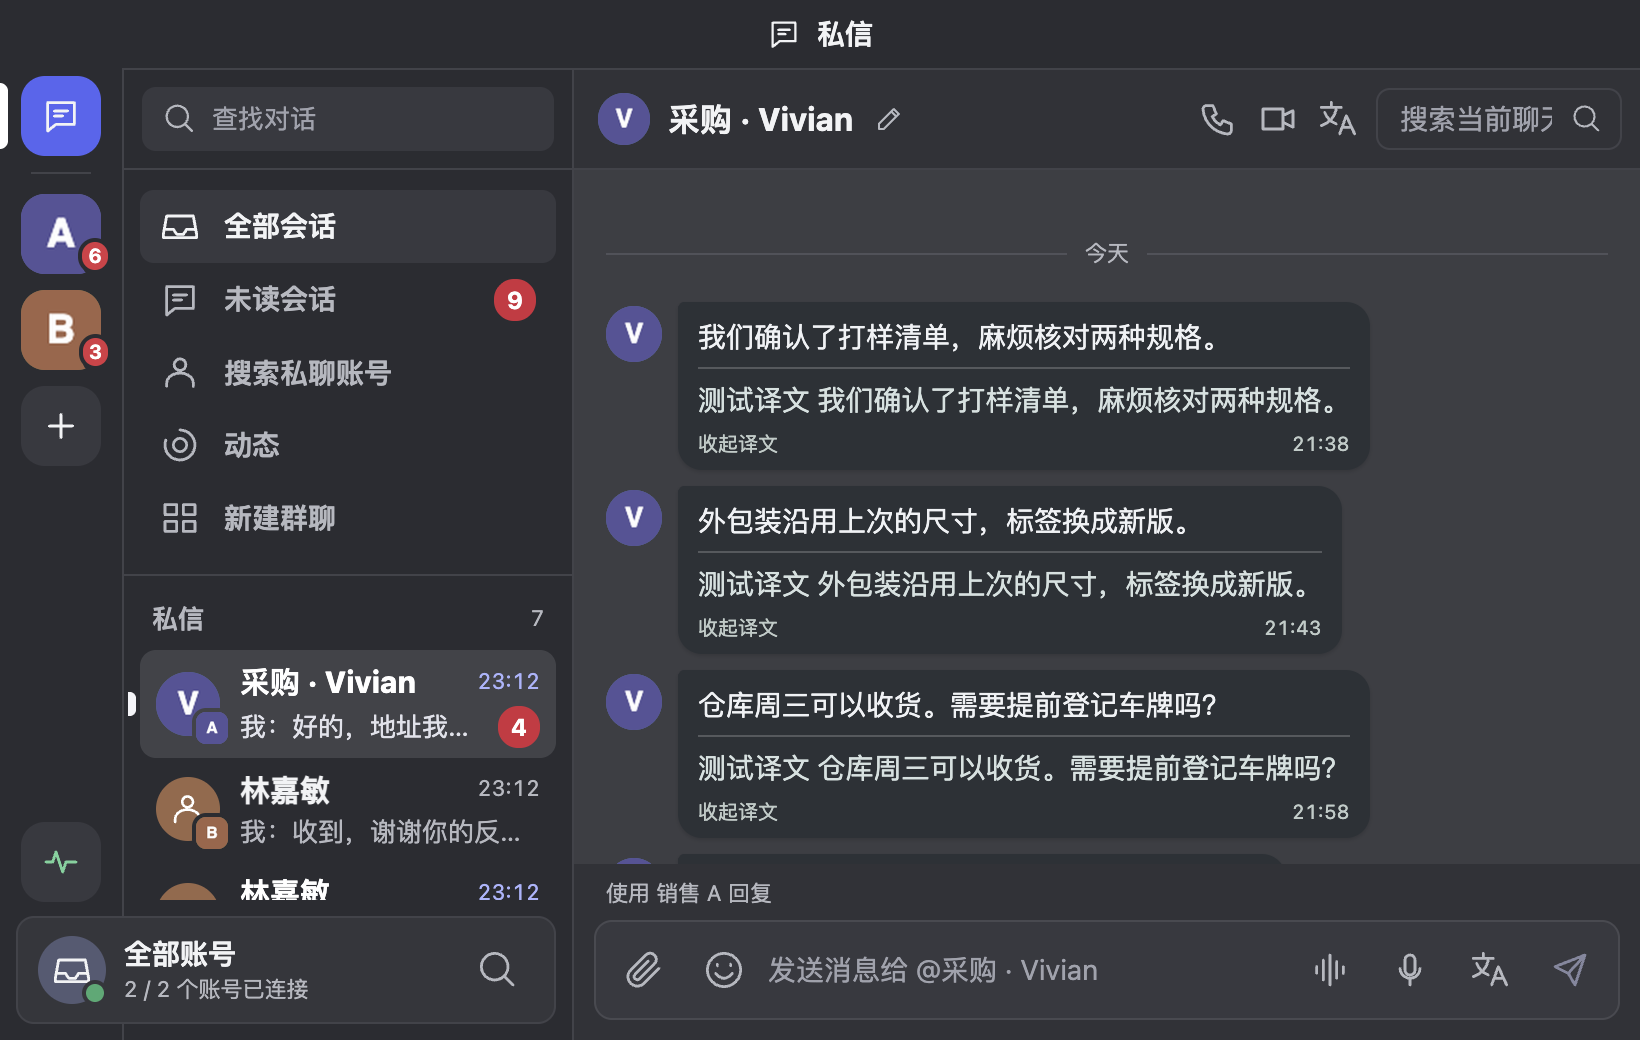 私信
A
6
B
3
查找对话
全部会话
未读会话
9
搜索私聊账号
动态
新建群聊
私信
7
V
A
采购 · Vivian
23:12
我：好的，地址我...
4
B
林嘉敏
23:12
我：收到，谢谢你的反...
林嘉敏
23:12
全部账号
2 / 2 个账号已连接
V
采购 · Vivian
文A
搜索当前聊天
今天
V
我们确认了打样清单，麻烦核对两种规格。
测试译文 我们确认了打样清单，麻烦核对两种规格。
收起译文
21:38
V
外包装沿用上次的尺寸，标签换成新版。
测试译文 外包装沿用上次的尺寸，标签换成新版。
收起译文
21:43
V
仓库周三可以收货。需要提前登记车牌吗？
测试译文 仓库周三可以收货。需要提前登记车牌吗？
收起译文
21:58
使用 销售 A 回复
发送消息给 @采购 · Vivian
文A